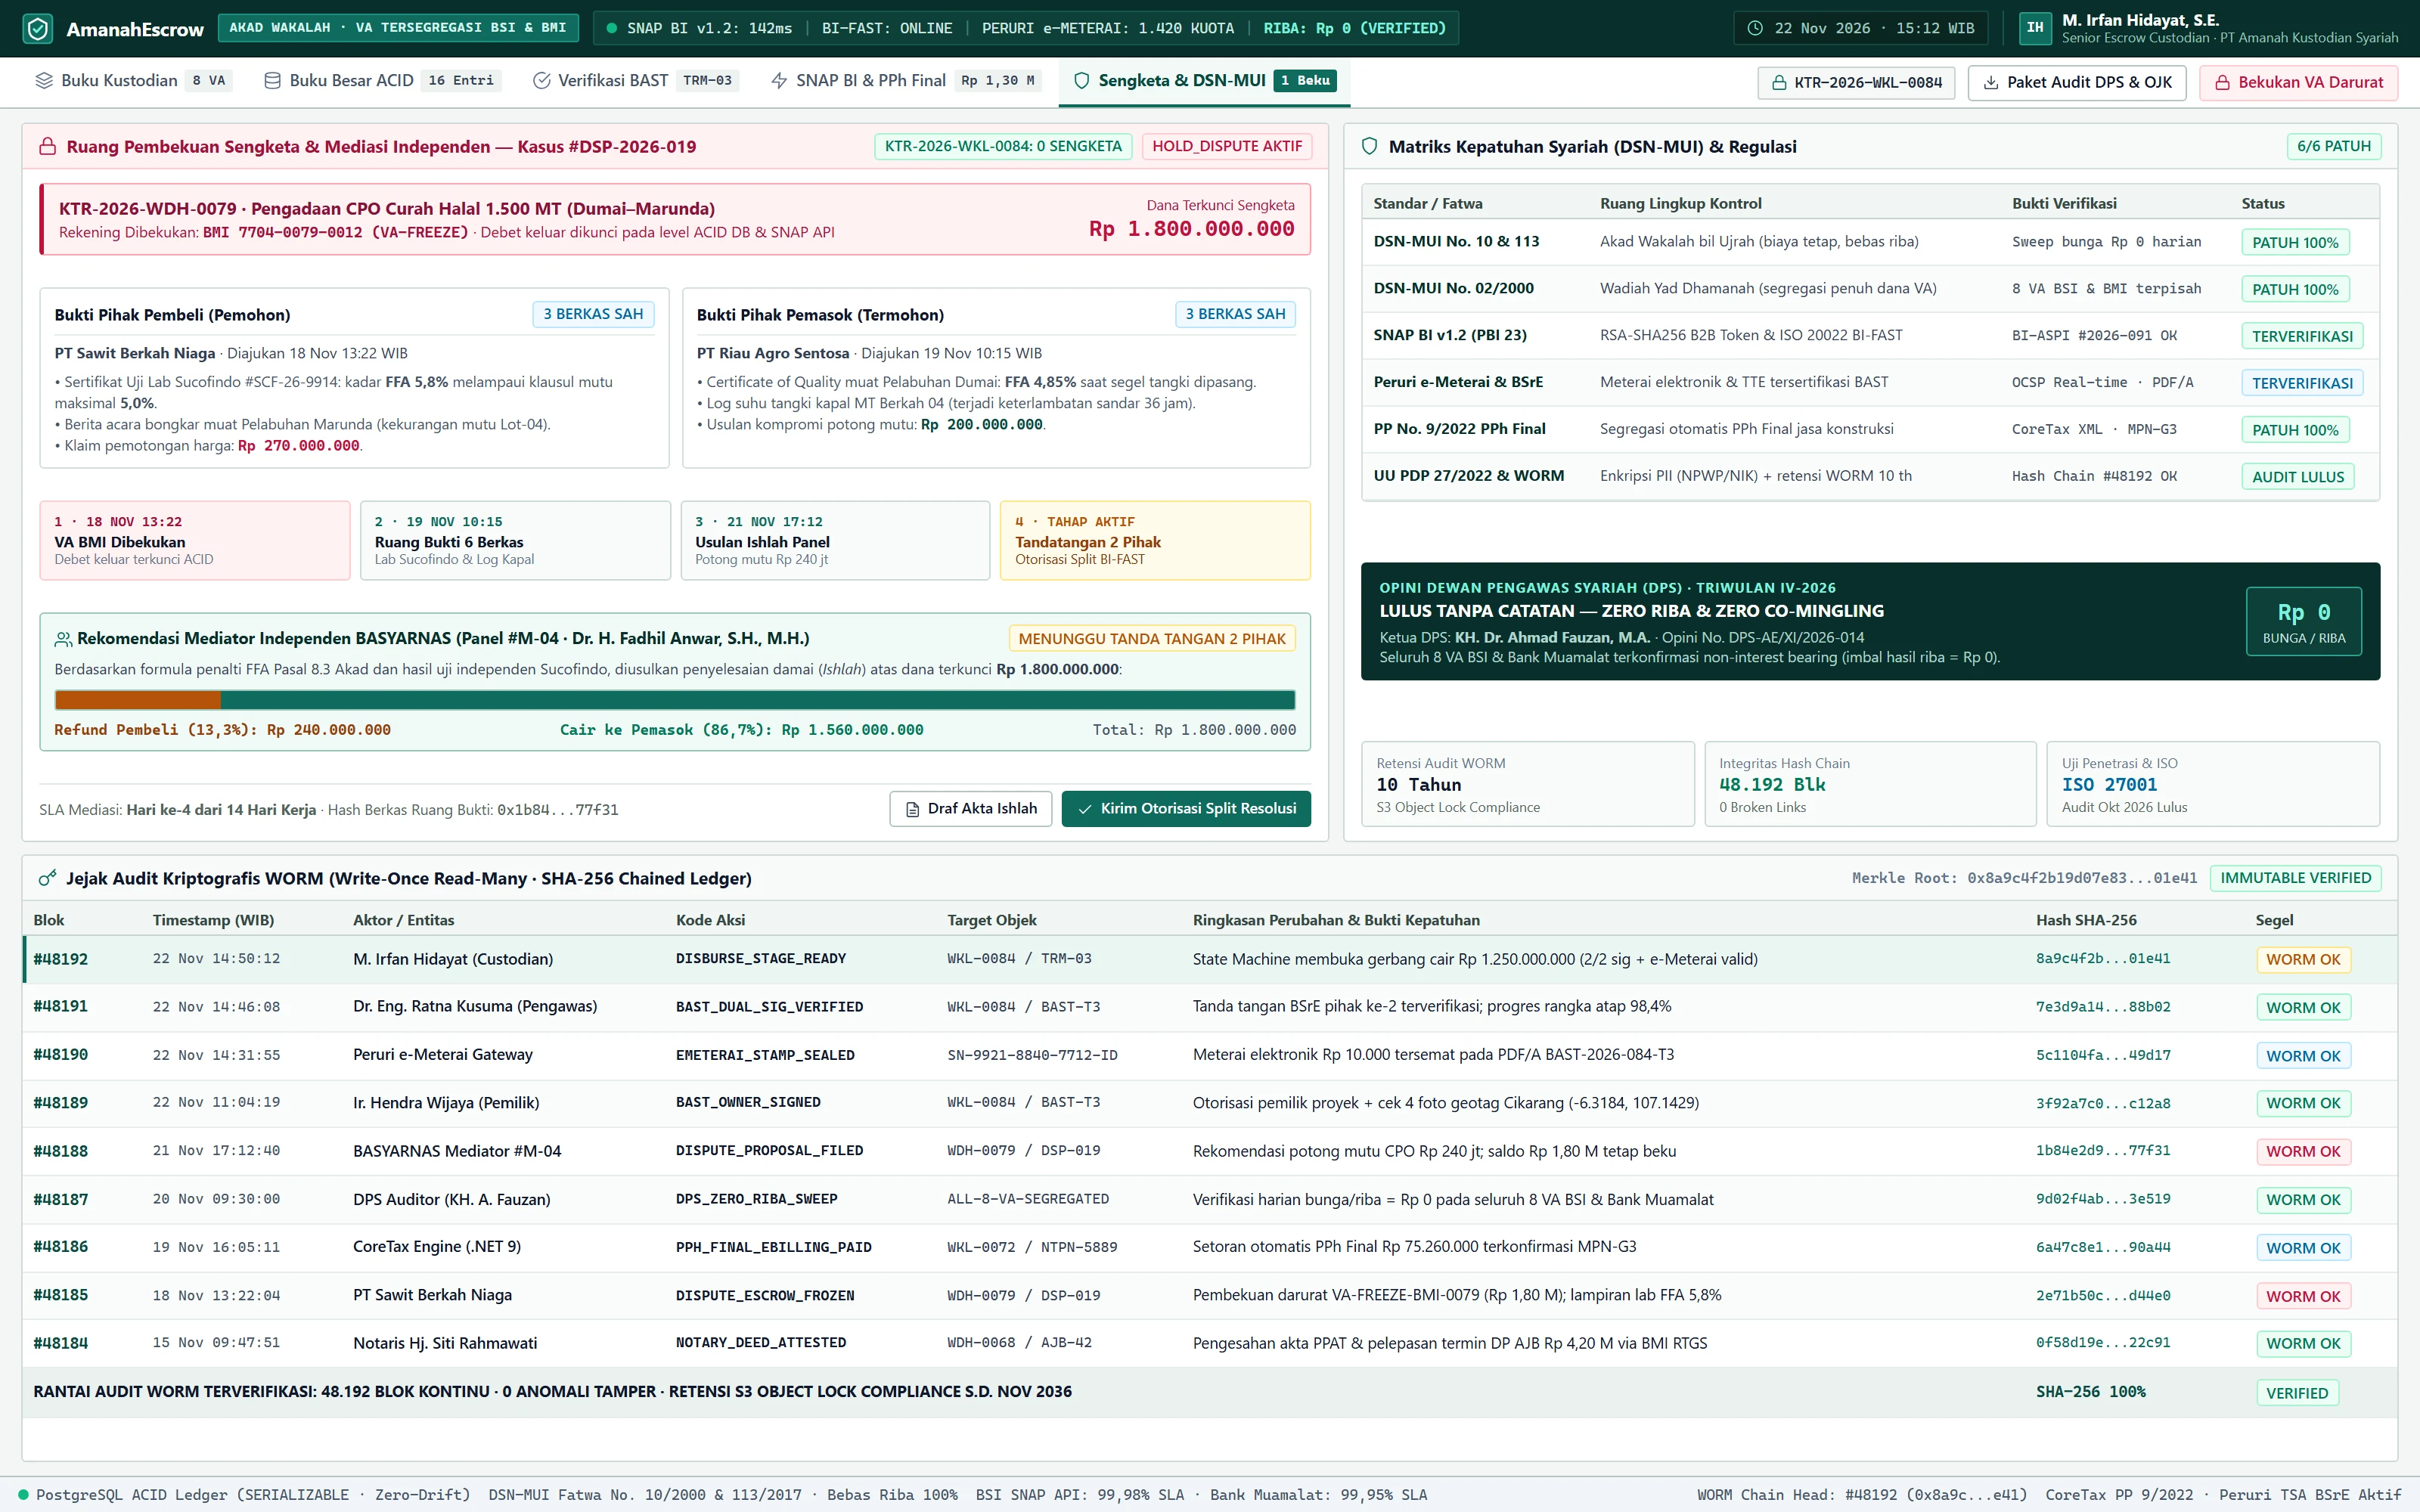 AmanahEscrow
AKAD WAKALAH · VA TERSEGREGASI BSI & BMI
SNAP BI v1.2: 142ms | BI-FAST: ONLINE | PERURI e-METERAI: 1.420 KUOTA | RIBA: Rp 0 (VERIFIED)
22 Nov 2026 · 15:12 WIB
IH
M. Irfan Hidayat, S.E.
Senior Escrow Custodian · PT Amanah Kustodian Syariah
Buku Kustodian 8 VA
Buku Besar ACID 16 Entri
Verifikasi BAST TRM-03
SNAP BI & PPh Final Rp 1,30 M
Sengketa & DSN-MUI 1 Beku
KTR-2026-WKL-0084
Paket Audit DPS & OJK
Bekukan VA Darurat
Ruang Pembekuan Sengketa & Mediasi Independen — Kasus #DSP-2026-019
KTR-2026-WKL-0084: 0 SENGKETA
HOLD_DISPUTE AKTIF
KTR-2026-WDH-0079 · Pengadaan CPO Curah Halal 1.500 MT (Dumai–Marunda)
Rekening Dibekukan: BMI 7704-0079-0012 (VA-FREEZE) · Debet keluar dikunci pada level ACID DB & SNAP API
Dana Terkunci Sengketa
Rp 1.800.000.000
Bukti Pihak Pembeli (Pemohon)
3 BERKAS SAH
PT Sawit Berkah Niaga · Diajukan 18 Nov 13:22 WIB
• Sertifikat Uji Lab Sucofindo #SCF-26-9914: kadar FFA 5,8% melampaui klausul mutu
maksimal 5,0%.
• Berita acara bongkar muat Pelabuhan Marunda (kekurangan mutu Lot-04).
• Klaim pemotongan harga: Rp 270.000.000.
Bukti Pihak Pemasok (Termohon)
3 BERKAS SAH
PT Riau Agro Sentosa · Diajukan 19 Nov 10:15 WIB
• Certificate of Quality muat Pelabuhan Dumai: FFA 4,85% saat segel tangki dipasang.
• Log suhu tangki kapal MT Berkah 04 (terjadi keterlambatan sandar 36 jam).
• Usulan kompromi potong mutu: Rp 200.000.000.
1 · 18 NOV 13:22
VA BMI Dibekukan
Debet keluar terkunci ACID
2 · 19 NOV 10:15
Ruang Bukti 6 Berkas
Lab Sucofindo & Log Kapal
3 · 21 NOV 17:12
Usulan Ishlah Panel
Potong mutu Rp 240 jt
4 · TAHAP AKTIF
Tandatangan 2 Pihak
Otorisasi Split BI-FAST
Rekomendasi Mediator Independen BASYARNAS (Panel #M-04 · Dr. H. Fadhil Anwar, S.H., M.H.)
MENUNGGU TANDA TANGAN 2 PIHAK
Berdasarkan formula penalti FFA Pasal 8.3 Akad dan hasil uji independen Sucofindo, diusulkan penyelesaian damai (Ishlah) atas dana terkunci Rp 1.800.000.000:
Refund Pembeli (13,3%): Rp 240.000.000
Cair ke Pemasok (86,7%): Rp 1.560.000.000
Total: Rp 1.800.000.000
SLA Mediasi: Hari ke-4 dari 14 Hari Kerja · Hash Berkas Ruang Bukti: 0x1b84...77f31
Draf Akta Ishlah
Kirim Otorisasi Split Resolusi
Matriks Kepatuhan Syariah (DSN-MUI) & Regulasi
6/6 PATUH
Standar / Fatwa Ruang Lingkup Kontrol Bukti Verifikasi Status
DSN-MUI No. 10 & 113 Akad Wakalah bil Ujrah (biaya tetap, bebas riba) Sweep bunga Rp 0 harian PATUH 100%
DSN-MUI No. 02/2000 Wadiah Yad Dhamanah (segregasi penuh dana VA) 8 VA BSI & BMI terpisah PATUH 100%
SNAP BI v1.2 (PBI 23) RSA-SHA256 B2B Token & ISO 20022 BI-FAST BI-ASPI #2026-091 OK TERVERIFIKASI
Peruri e-Meterai & BSrE Meterai elektronik & TTE tersertifikasi BAST OCSP Real-time · PDF/A TERVERIFIKASI
PP No. 9/2022 PPh Final Segregasi otomatis PPh Final jasa konstruksi CoreTax XML · MPN-G3 PATUH 100%
UU PDP 27/2022 & WORM Enkripsi PII (NPWP/NIK) + retensi WORM 10 th Hash Chain #48192 OK AUDIT LULUS
OPINI DEWAN PENGAWAS SYARIAH (DPS) · TRIWULAN IV-2026
LULUS TANPA CATATAN — ZERO RIBA & ZERO CO-MINGLING
Ketua DPS: KH. Dr. Ahmad Fauzan, M.A. · Opini No. DPS-AE/XI/2026-014
Seluruh 8 VA BSI & Bank Muamalat terkonfirmasi non-interest bearing (imbal hasil riba = Rp 0).
Rp 0
BUNGA / RIBA
Retensi Audit WORM
10 Tahun
S3 Object Lock Compliance
Integritas Hash Chain
48.192 Blk
0 Broken Links
Uji Penetrasi & ISO
ISO 27001
Audit Okt 2026 Lulus
Jejak Audit Kriptografis WORM (Write-Once Read-Many · SHA-256 Chained Ledger)
Merkle Root: 0x8a9c4f2b19d07e83...01e41
IMMUTABLE VERIFIED
Blok Timestamp (WIB) Aktor / Entitas Kode Aksi Target Objek Ringkasan Perubahan & Bukti Kepatuhan Hash SHA-256 Segel
#48192 22 Nov 14:50:12 M. Irfan Hidayat (Custodian) DISBURSE_STAGE_READY WKL-0084 / TRM-03 State Machine membuka gerbang cair Rp 1.250.000.000 (2/2 sig + e-Meterai valid) 8a9c4f2b...01e41 WORM OK
#48191 22 Nov 14:46:08 Dr. Eng. Ratna Kusuma (Pengawas) BAST_DUAL_SIG_VERIFIED WKL-0084 / BAST-T3 Tanda tangan BSrE pihak ke-2 terverifikasi; progres rangka atap 98,4% 7e3d9a14...88b02 WORM OK
#48190 22 Nov 14:31:55 Peruri e-Meterai Gateway EMETERAI_STAMP_SEALED SN-9921-8840-7712-ID Meterai elektronik Rp 10.000 tersemat pada PDF/A BAST-2026-084-T3 5c1104fa...49d17 WORM OK
#48189 22 Nov 11:04:19 Ir. Hendra Wijaya (Pemilik) BAST_OWNER_SIGNED WKL-0084 / BAST-T3 Otorisasi pemilik proyek + cek 4 foto geotag Cikarang (-6.3184, 107.1429) 3f92a7c0...c12a8 WORM OK
#48188 21 Nov 17:12:40 BASYARNAS Mediator #M-04 DISPUTE_PROPOSAL_FILED WDH-0079 / DSP-019 Rekomendasi potong mutu CPO Rp 240 jt; saldo Rp 1,80 M tetap beku 1b84e2d9...77f31 WORM OK
#48187 20 Nov 09:30:00 DPS Auditor (KH. A. Fauzan) DPS_ZERO_RIBA_SWEEP ALL-8-VA-SEGREGATED Verifikasi harian bunga/riba = Rp 0 pada seluruh 8 VA BSI & Bank Muamalat 9d02f4ab...3e519 WORM OK
#48186 19 Nov 16:05:11 CoreTax Engine (.NET 9) PPH_FINAL_EBILLING_PAID WKL-0072 / NTPN-5889 Setoran otomatis PPh Final Rp 75.260.000 terkonfirmasi MPN-G3 6a47c8e1...90a44 WORM OK
#48185 18 Nov 13:22:04 PT Sawit Berkah Niaga DISPUTE_ESCROW_FROZEN WDH-0079 / DSP-019 Pembekuan darurat VA-FREEZE-BMI-0079 (Rp 1,80 M); lampiran lab FFA 5,8% 2e71b50c...d44e0 WORM OK
#48184 15 Nov 09:47:51 Notaris Hj. Siti Rahmawati NOTARY_DEED_ATTESTED WDH-0068 / AJB-42 Pengesahan akta PPAT & pelepasan termin DP AJB Rp 4,20 M via BMI RTGS 0f58d19e...22c91 WORM OK
RANTAI AUDIT WORM TERVERIFIKASI: 48.192 BLOK KONTINU · 0 ANOMALI TAMPER · RETENSI S3 OBJECT LOCK COMPLIANCE S.D. NOV 2036 SHA-256 100% VERIFIED
PostgreSQL ACID Ledger (SERIALIZABLE · Zero-Drift) DSN-MUI Fatwa No. 10/2000 & 113/2017 · Bebas Riba 100% BSI SNAP API: 99,98% SLA · Bank Muamalat: 99,95% SLA
WORM Chain Head: #48192 (0x8a9c...e41) CoreTax PP 9/2022 · Peruri TSA BSrE Aktif